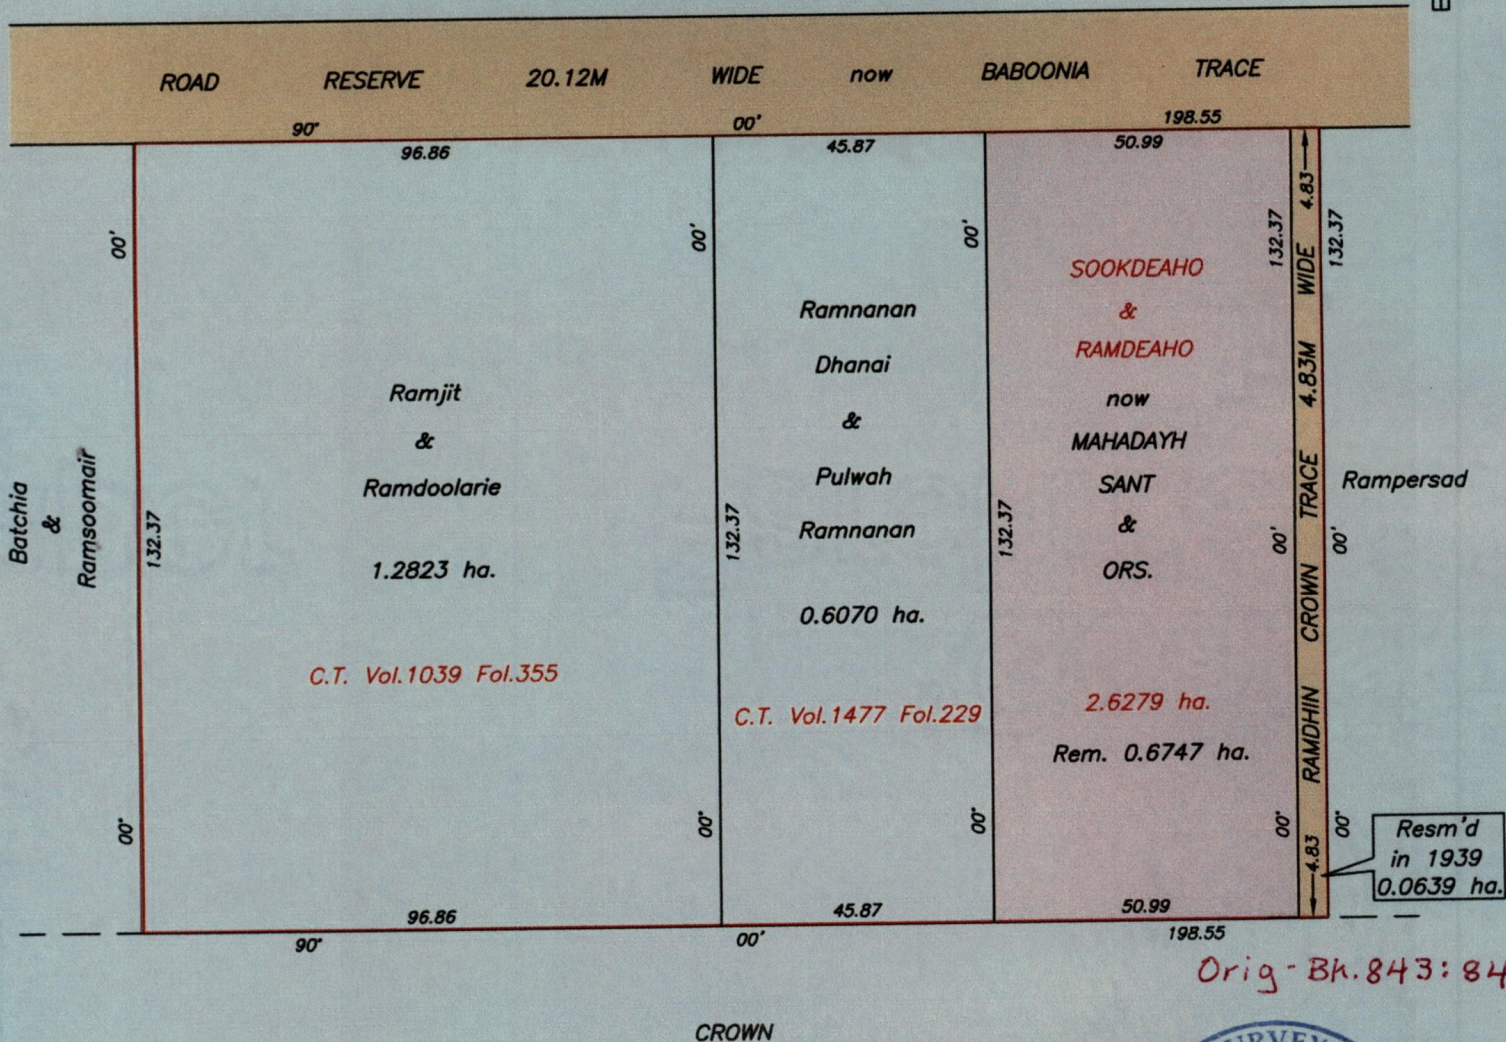 ROAD RESERVE 20.12M WIDE now BABOONIA TRACE
90° 00' 198.55
96.86 45.87 50.99
00' 00' 00' 132.37 4.83 132.37
Batchia
&
Ramsoomair
132.37
00°
Ramjit
&
Ramdoolarie
1.2823 ha.
C.T. Vol.1039 Fol.355
132.37
00°
Ramnanan
Dhanai
&
Pulwah
Ramnanan
0.6070 ha.
C.T. Vol.1477 Fol.229
132.37
00°
SOOKDEAHO
&
RAMDEAHO
now
MAHADAYH
SANT
&
ORS.
2.6279 ha.
Rem. 0.6747 ha.
00'
00°
RAMDHIN CROWN TRACE 4.83M WIDE
4.83
Rampersad
00'
00°
Resm'd
in 1939
0.0639 ha.
96.86 45.87 50.99
90° 00' 198.55
Orig-Bk.843:84
CROWN
SURVEY